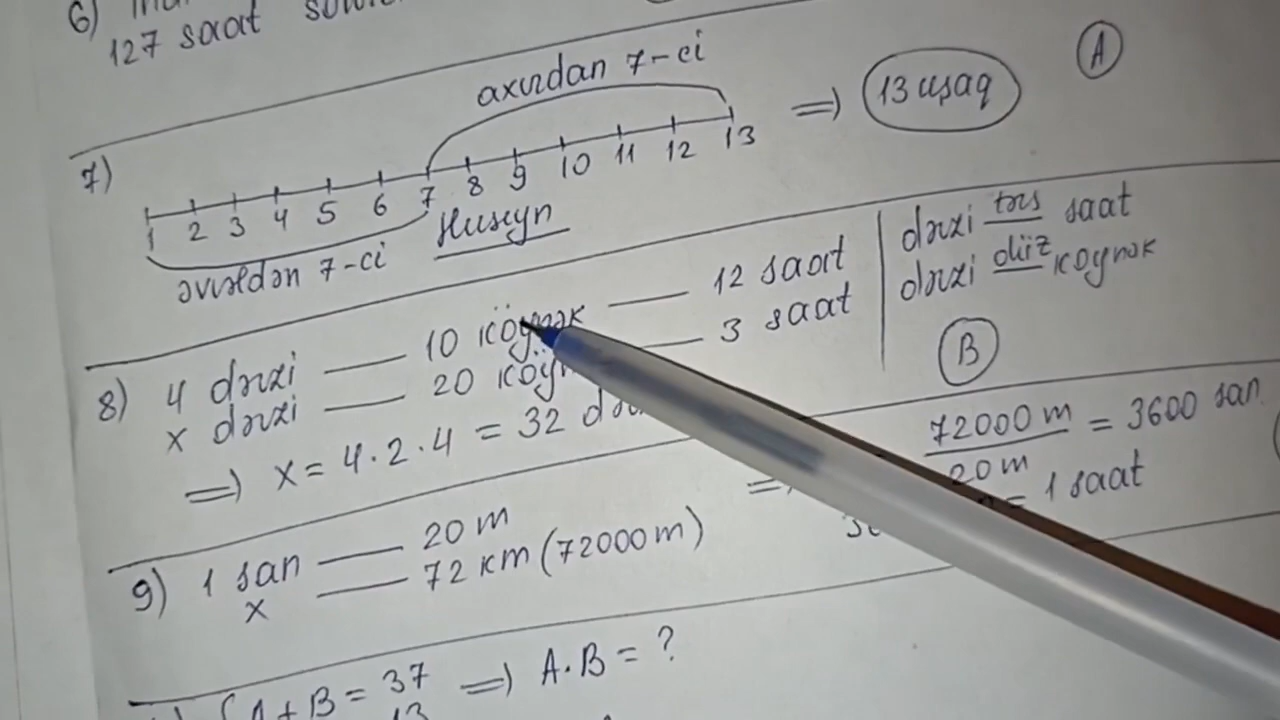 6)
127 saat
axırdan 7-ci
7)
1 2 3 4 5 6 7 8 9 10 11 12 13
=) 13 uşaq
A
əvvəldən 7-ci
Huseyn
8) 4 dərzi — 10 köynək — 12 saat
x dərzi — 20 — 3 saat
=) x = 4·2·4 = 32
dərzi tərs saat
dərzi düz köynək
B
9) 1 san — 20 m
x — 72 km (72000 m)
72000 m / 20 m = 3600 san
= 1 saat
A + B = 37 =) A·B = ?
13